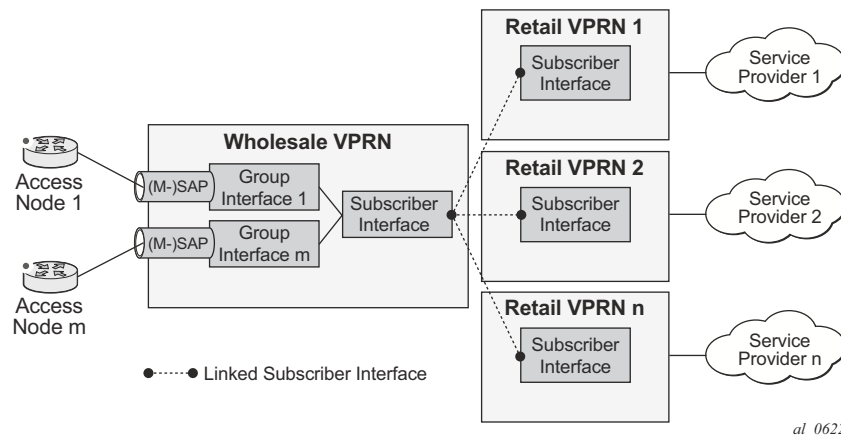 Retail VPRN 1
Subscriber
Interface
Service
Provider 1
Wholesale VPRN
Access
Node 1
(M-)SAP
Group
Interface 1
Subscriber
Interface
(M-)SAP
Group
Interface m
Access
Node m
Retail VPRN 2
Subscriber
Interface
Service
Provider 2
Retail VPRN n
Subscriber
Interface
Service
Provider n
Linked Subscriber Interface
al_0622